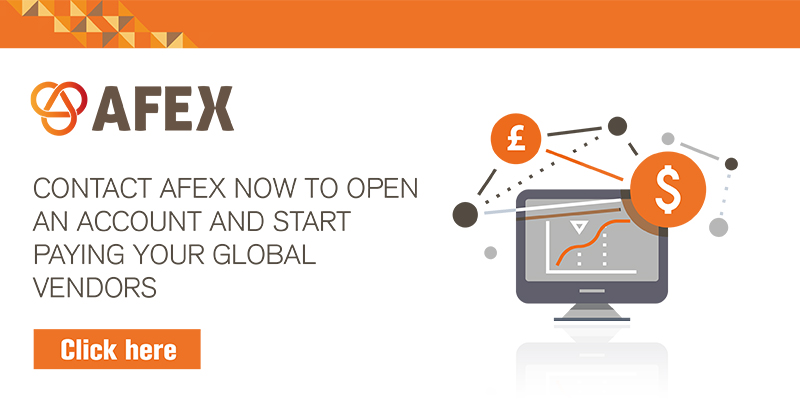 AFEX
CONTACT AFEX NOW TO OPEN
AN ACCOUNT AND START
PAYING YOUR GLOBAL
VENDORS
Click here
£
$